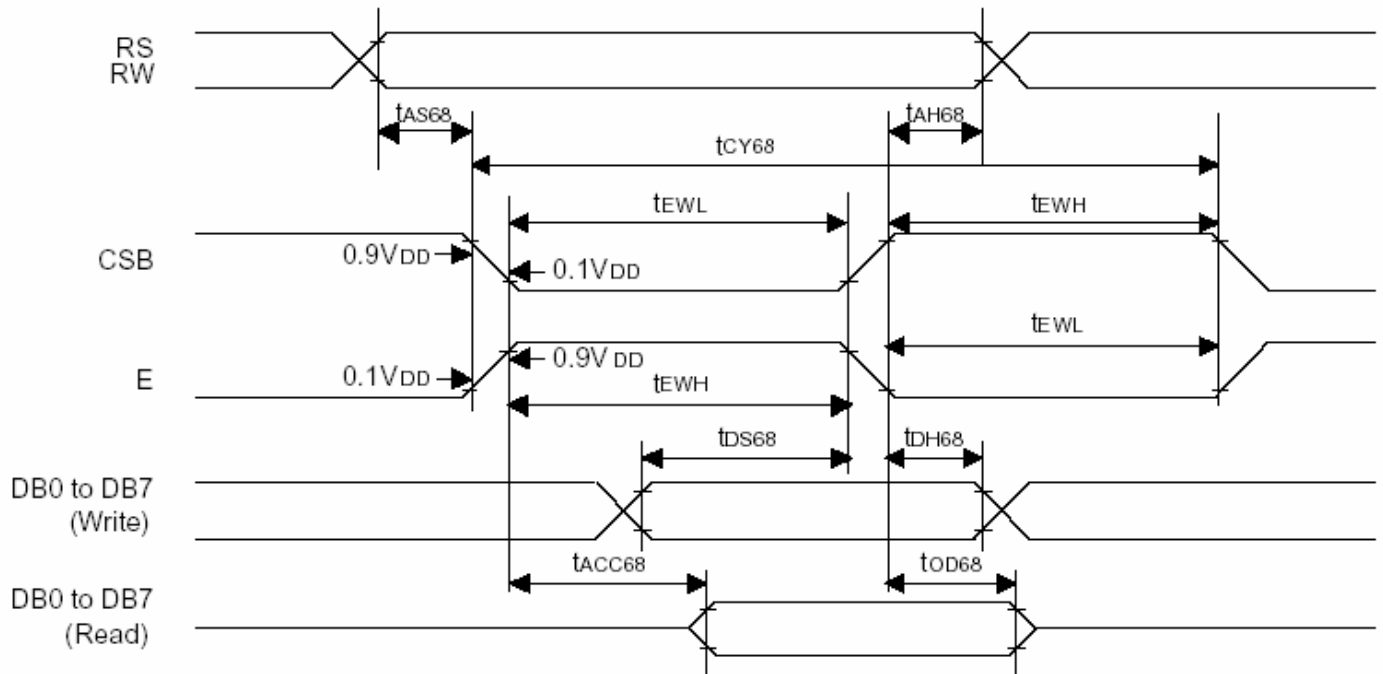 RS
RW
tAS68
tAH68
tCY68
tEWL
tEWH
CSB
0.9VDD
0.1VDD
tEWL
E
0.1VDD
0.9VDD
tEWH
tDS68
tDH68
DB0 to DB7
(Write)
tACC68
tOD68
DB0 to DB7
(Read)